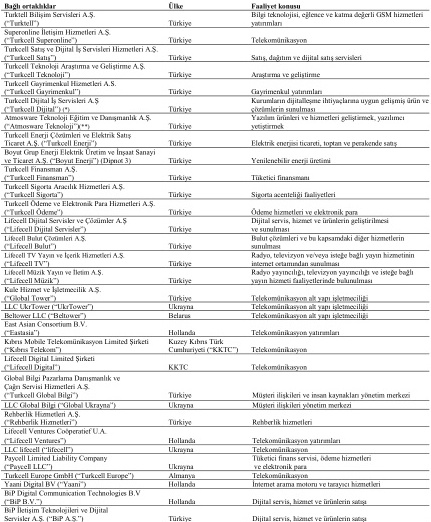 Bağlı ortaklıklar Ülke Faaliyet konusu
Turktell Bilişim Servisleri A.Ş. Bilgi teknolojisi, eğlence ve katma değerli GSM hizmetleri
(“Turktell”) Türkiye yatırımları
Superonline İletişim Hizmetleri A.Ş.
(“Turkcell Superonline”) Türkiye Telekomünikasyon
Turkcell Satış ve Dijital İş Servisleri Hizmetleri A.Ş.
(“Turkcell Satış”) Türkiye Satış, dağıtım ve dijital satış servisleri
Turkcell Teknoloji Araştırma ve Geliştirme A.Ş.
(“Turkcell Teknoloji”) Türkiye Araştırma ve geliştirme
Turkcell Gayrimenkul Hizmetleri A.S.
(“Turkcell Gayrimenkul”) Türkiye Gayrimenkul yatırımları
Turkcell Dijital İş Servisleri A.Ş Kurumların dijitalleşme ihtiyaçlarına uygun gelişmiş ürün ve
(“Turkcell Dijital”) (*) Türkiye çözümlerin sunulması
Atmosware Teknoloji Eğitim ve Danışmanlık A.Ş. Yazılım ürünleri ve hizmetleri geliştirmek, yazılımcı
(“Atmosware Teknoloji”)(**) Türkiye yetiştirmek
Turkcell Enerji Çözümleri ve Elektrik Satış
Ticaret A.Ş. (“Turkcell Enerji”) Türkiye Elektrik enerjisi ticareti, toptan ve perakende satış
Boyut Grup Enerji Elektrik Üretim ve İnşaat Sanayi
ve Ticaret A.Ş. (“Boyut Enerji”) (Dipnot 3) Türkiye Yenilenebilir enerji üretimi
Turkcell Finansman A.Ş.
(“Turkcell Finansman”) Türkiye Tüketici finansmanı
Turkcell Sigorta Aracılık Hizmetleri A.Ş.
(“Turkcell Sigorta”) Türkiye Sigorta acenteliği faaliyetleri
Turkcell Ödeme ve Elektronik Para Hizmetleri A.Ş.
(“Turkcell Ödeme”) Türkiye Ödeme hizmetleri ve elektronik para
Lifecell Dijital Servisler ve Çözümler A.Ş Dijital servis, hizmet ve ürünlerin geliştirilmesi
(“Lifecell Dijital Servisler”) Türkiye ve sunulması
Lifecell Bulut Çözümleri A.Ş. Bulut çözümleri ve bu kapsamdaki diğer hizmetlerin
(“Lifecell Bulut”) Türkiye sunulması
Lifecell TV Yayın ve İçerik Hizmetleri A.Ş. Radyo, televizyon ve/veya isteğe bağlı yayın hizmetinin
(“Lifecell TV”) Türkiye internet ortamından sunulması
Lifecell Müzik Yayın ve İletim A.Ş. Radyo yayıncılığı, televizyon yayıncılığı ve isteğe bağlı
(“Lifecell Müzik”) Türkiye yayın hizmeti faaliyetlerinde bulunulması
Kule Hizmet ve İşletmecilik A.Ş.
(“Global Tower”) Türkiye Telekomünikasyon alt yapı işletmeciliği
LLC UkrTower (“UkrTower”) Ukrayna Telekomünikasyon alt yapı işletmeciliği
Beltower LLC (“Beltower”) Belarus Telekomünikasyon alt yapı işletmeciliği
East Asian Consortium B.V.
(“Eastasia”) Hollanda Telekomünikasyon yatırımları
Kıbrıs Mobile Telekomünikasyon Limited Şirketi Kuzey Kıbrıs Türk
(“Kıbrıs Telekom”) Cumhuriyeti (“KKTC”) Telekomünikasyon
Lifecell Digital Limited Şirketi
(“Lifecell Digital”) KKTC Telekomünikasyon
Global Bilgi Pazarlama Danışmanlık ve
Çağrı Servisi Hizmetleri A.Ş.
(“Turkcell Global Bilgi”) Türkiye Müşteri ilişkileri ve insan kaynakları yönetim merkezi
LLC Global Bilgi (“Global Ukrayna”) Ukrayna Müşteri ilişkileri yönetim merkezi
Rehberlik Hizmetleri A.Ş.
(“Rehberlik Hizmetleri”) Türkiye Rehberlik hizmetleri
Lifecell Ventures Coöperatief U.A.
(“Lifecell Ventures”) Hollanda Telekomünikasyon yatırımları
LLC lifecell (“lifecell”) Ukrayna Telekomünikasyon
Paycell Limited Liability Company Tüketici finans servisi, ödeme hizmetleri
(“Paycell LLC”) Ukrayna ve elektronik para
Turkcell Europe GmbH (“Turkcell Europe”) Almanya Telekomünikasyon
Yaani Digital BV (“Yaani”) Hollanda İnternet arama motoru ve tarayıcı hizmetleri
BiP Digital Communication Technologies B.V
(“BiP B.V.”) Hollanda Dijital servis, hizmet ve ürünlerin satışı
BiP İletişim Teknolojileri ve Dijital
Servisler A.Ş. (“BiP A.Ş.”) Türkiye Dijital servis, hizmet ve ürünlerin satışı